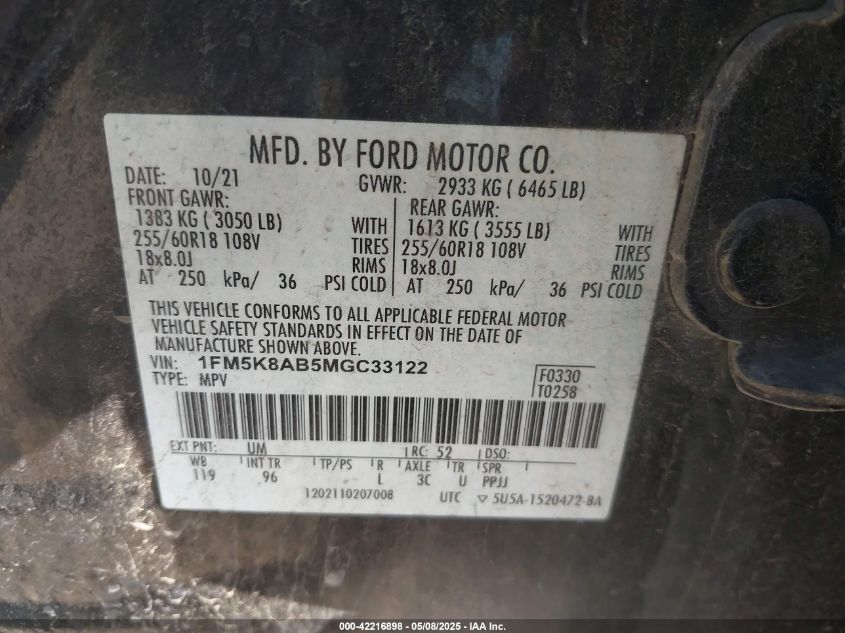 MFD. BY FORD MOTOR CO.
DATE: 10/21 GVWR: 2933 KG ( 6465 LB)
FRONT GAWR: REAR GAWR:
1383 KG ( 3050 LB) WITH 1613 KG ( 3555 LB) WITH
255/60R18 108V TIRES 255/60R18 108V TIRES
18x8.0J RIMS 18x8.0J RIMS
AT 250 kPa/ 36 PSI COLD AT 250 kPa/ 36 PSI COLD
THIS VEHICLE CONFORMS TO ALL APPLICABLE FEDERAL MOTOR
VEHICLE SAFETY STANDARDS IN EFFECT ON THE DATE OF
MANUFACTURE SHOWN ABOVE.
VIN: 1FM5K8AB5MGC33122 F0330
TYPE: MPV T0258
EXT PNT: UM RC: 52 DSO:
WB INT TR TP/PS R AXLE TR SPR
119 96 L 3C U PPJJ
1202110207008 UTC ▽ 5U5A-1520472-BA
000-42216898 - 05/08/2025 - IAA Inc.